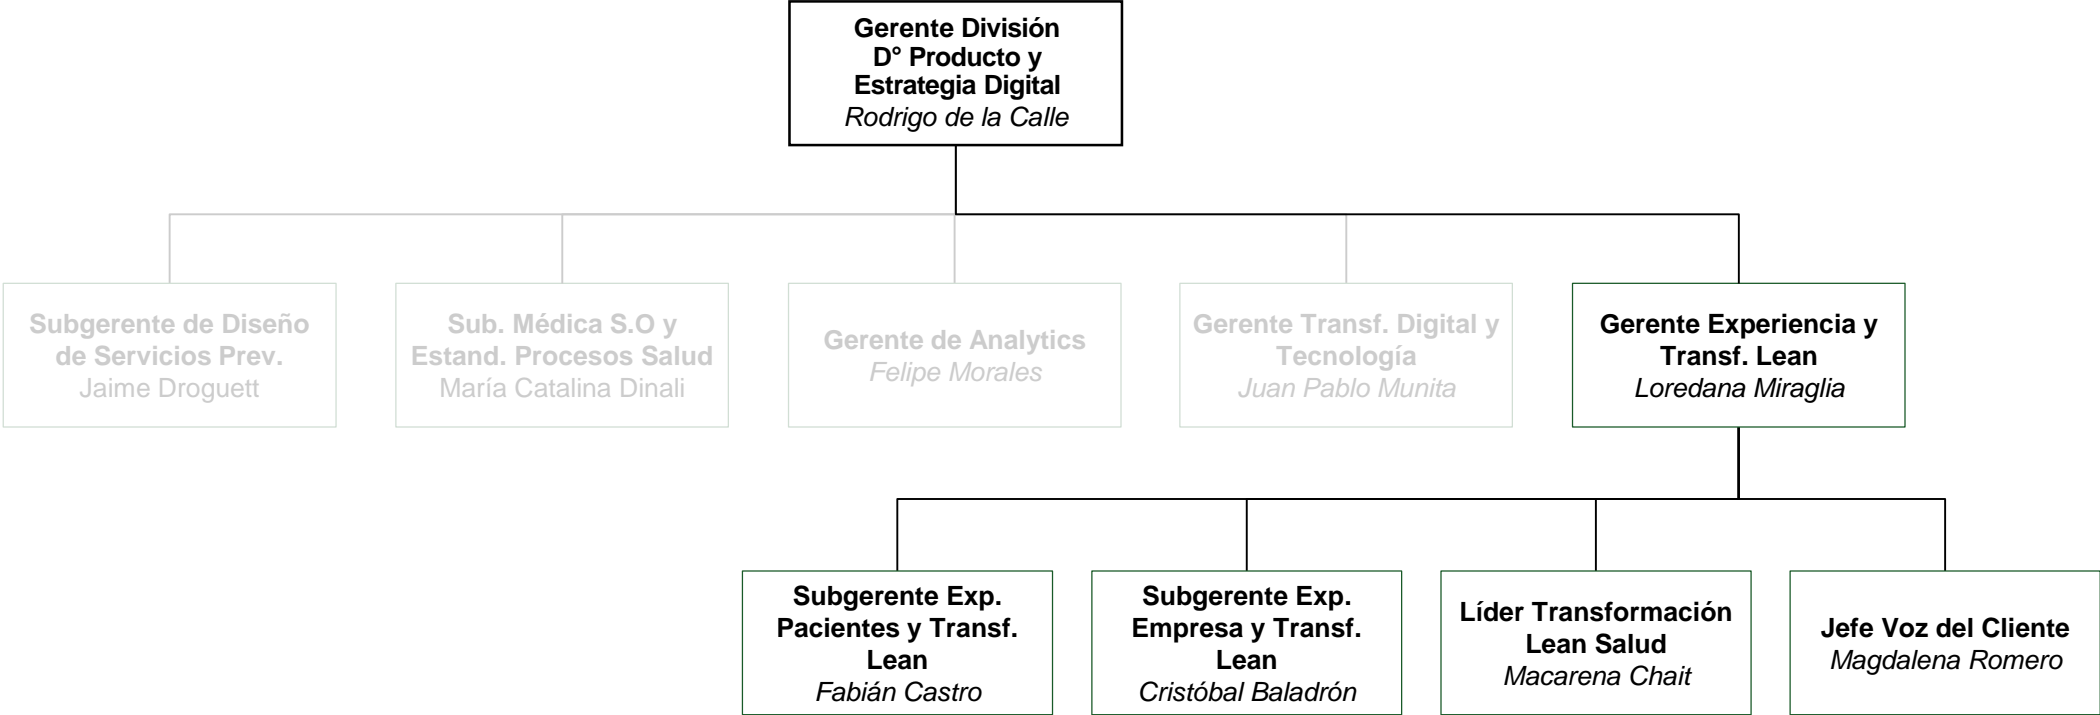 Gerente División
D° Producto y
Estrategia Digital
Rodrigo de la Calle
Subgerente de Diseño
de Servicios Prev.
Jaime Droguett
Sub. Médica S.O y
Estand. Procesos Salud
María Catalina Dinali
Gerente de Analytics
Felipe Morales
Gerente Transf. Digital y
Tecnología
Juan Pablo Munita
Gerente Experiencia y
Transf. Lean
Loredana Miraglia
Subgerente Exp.
Pacientes y Transf.
Lean
Fabián Castro
Subgerente Exp.
Empresa y Transf.
Lean
Cristóbal Baladrón
Líder Transformación
Lean Salud
Macarena Chait
Jefe Voz del Cliente
Magdalena Romero